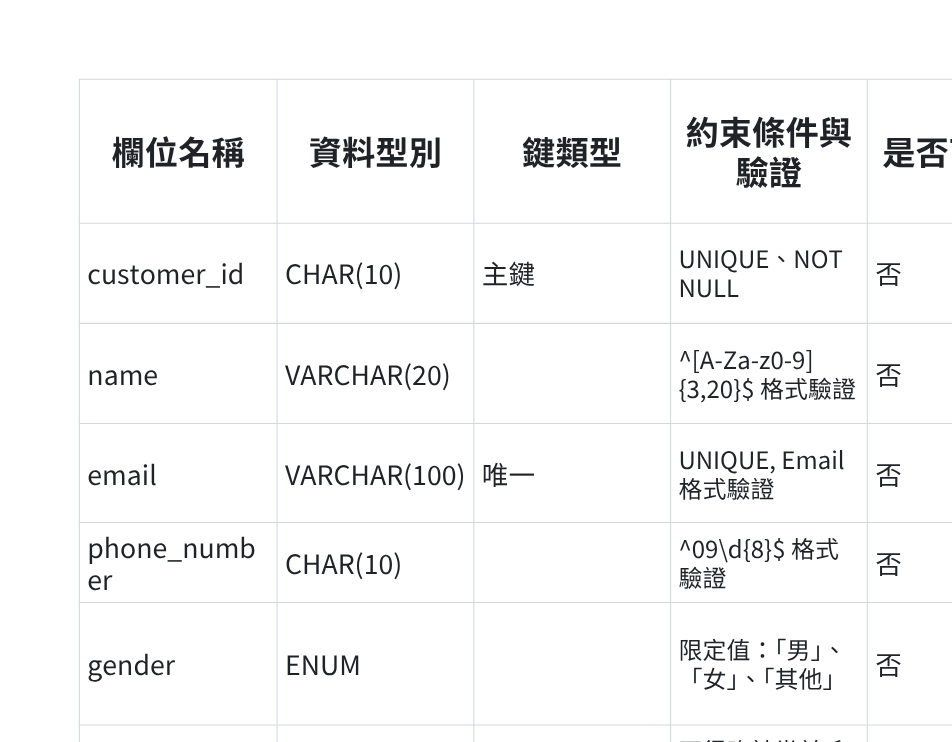 欄位名稱
資料型別
鍵類型
約束條件與
驗證
是否
customer_id
CHAR(10)
主鍵
UNIQUE、NOT
NULL
否
name
VARCHAR(20)
^[A-Za-z0-9]
{3,20}$ 格式驗證
否
email
VARCHAR(100)
唯一
UNIQUE, Email
格式驗證
否
phone_numb
er
CHAR(10)
^09\d{8}$ 格式
驗證
否
gender
ENUM
限定值：「男」、
「女」、「其他」
否